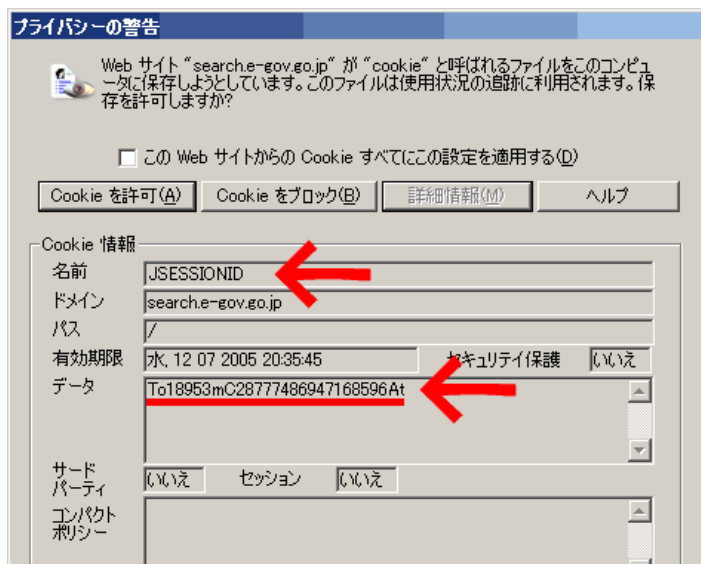 プライバシーの警告
Web サイト “search.e-gov.go.jp” が “cookie” と呼ばれるファイルをこのコンピュ
ータに保存しようとしています。このファイルは使用状況の追跡に利用されます。保
存を許可しますか?
この Web サイトからの Cookie すべてにこの設定を適用する(D)
Cookie を許可(A) Cookie をブロック(B) 詳細情報(M) ヘルプ
Cookie 情報
名前 JSESSIONID
ドメイン search.e-gov.go.jp
パス /
有効期限 水, 12 07 2005 20:35:45 セキュリティ保護 いいえ
データ To18953mC28777486947168596At
サード
パーティ いいえ セッション いいえ
コンパクト
ポリシー